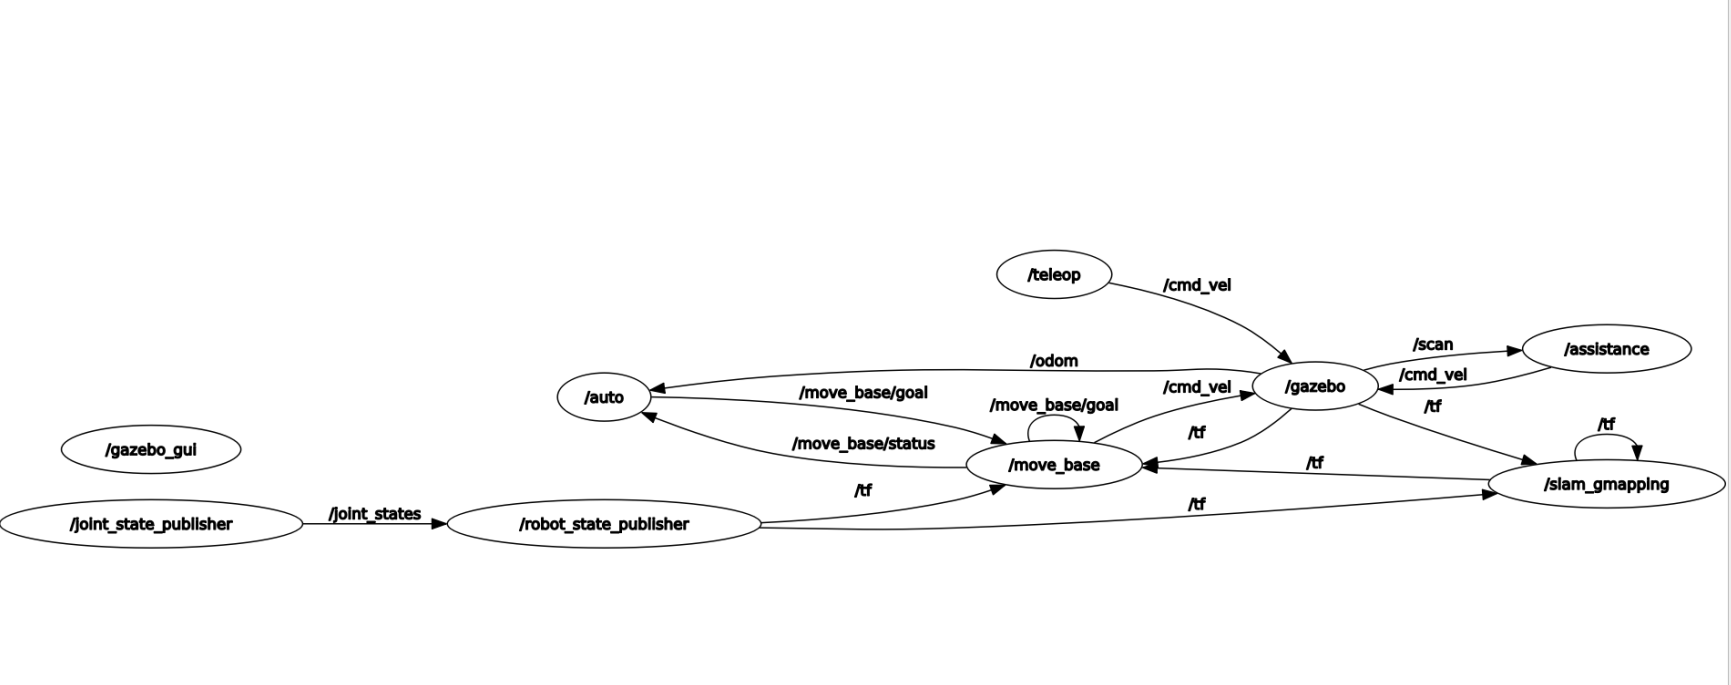 /teleop
/cmd_vel
/scan
/assistance
/odom
/cmd_vel
/gazebo
/cmd_vel
/auto
/move_base/goal
/move_base/goal
/tf
/tf
/tf
/move_base/status
/gazebo_gui
/move_base
/tf
/slam_gmapping
/tf
/tf
/joint_state_publisher
/joint_states
/robot_state_publisher